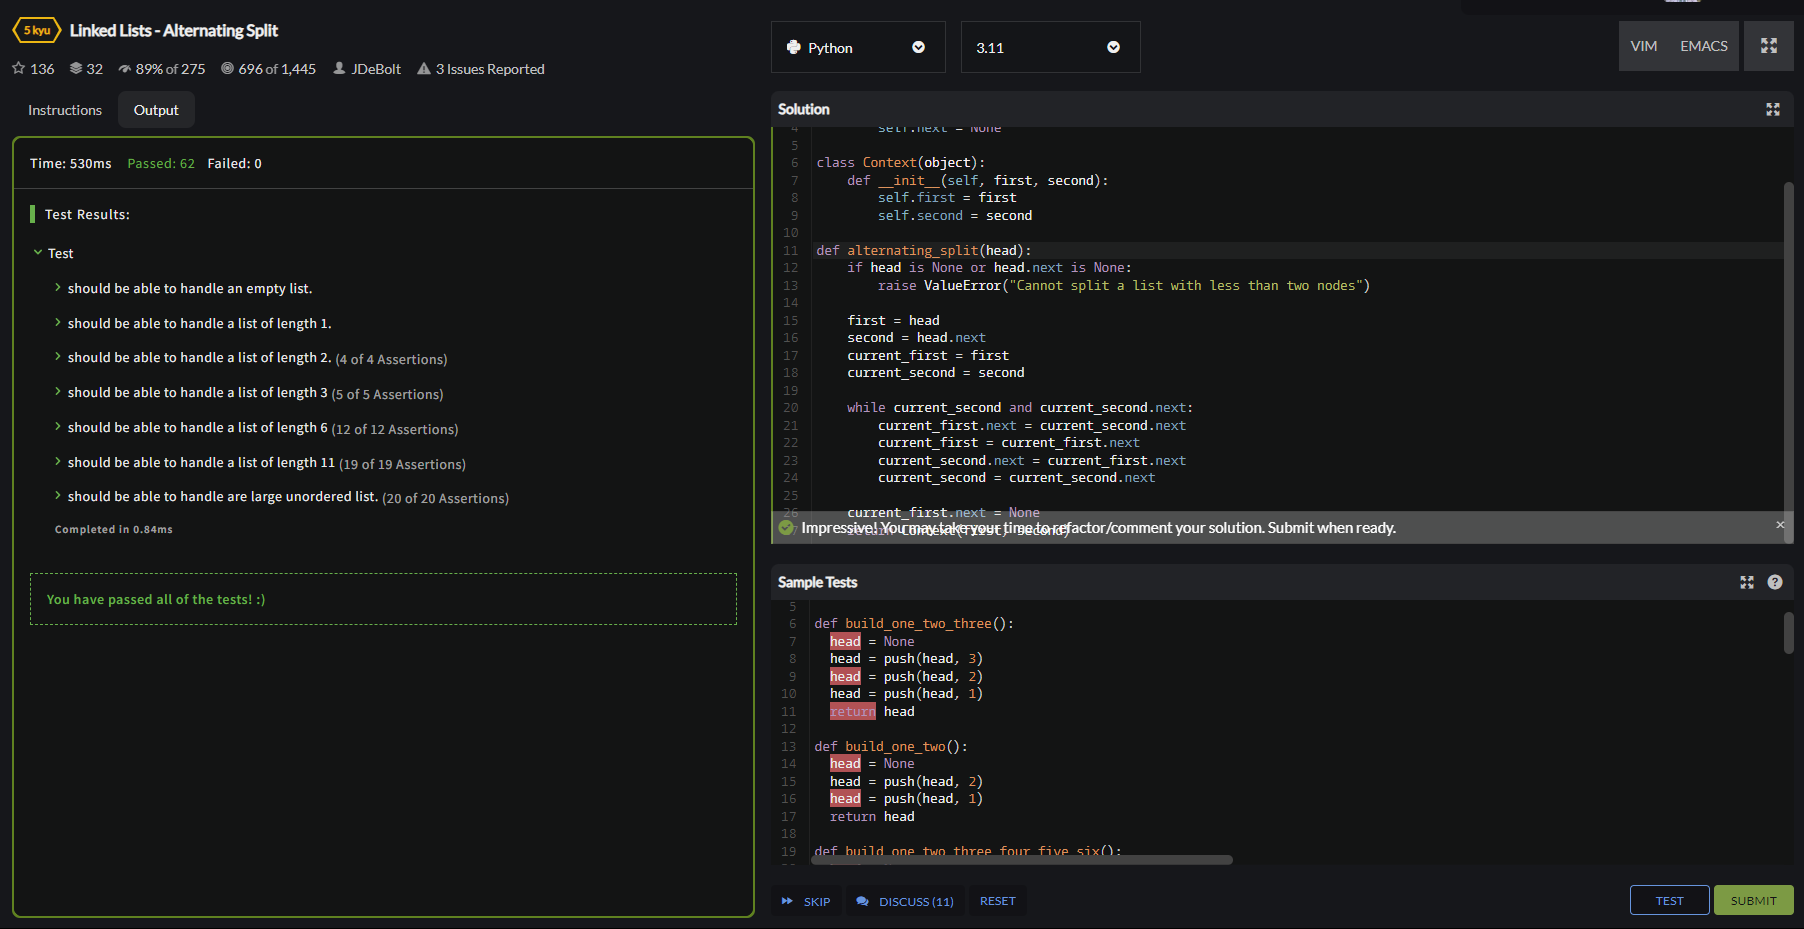 5 kyu Linked Lists - Alternating Split
136 32 89% of 275 696 of 1,445 JDeBolt 3 Issues Reported
Instructions Output
Time: 530ms Passed: 62 Failed: 0
Test Results:
Test
should be able to handle an empty list.
should be able to handle a list of length 1.
should be able to handle a list of length 2. (4 of 4 Assertions)
should be able to handle a list of length 3 (5 of 5 Assertions)
should be able to handle a list of length 6 (12 of 12 Assertions)
should be able to handle a list of length 11 (19 of 19 Assertions)
should be able to handle are large unordered list. (20 of 20 Assertions)
Completed in 0.84ms
You have passed all of the tests! :)
Python 3.11 VIM EMACS
Solution
4 self.next = None
5
6 class Context(object):
7 def __init__(self, first, second):
8 self.first = first
9 self.second = second
10
11 def alternating_split(head):
12 if head is None or head.next is None:
13 raise ValueError("Cannot split a list with less than two nodes")
14
15 first = head
16 second = head.next
17 current_first = first
18 current_second = second
19
20 while current_second and current_second.next:
21 current_first.next = current_second.next
22 current_first = current_first.next
23 current_second.next = current_first.next
24 current_second = current_second.next
25
26 current_first.next = None
27 return Context(first, second)
Impressive! You may take your time to refactor/comment your solution. Submit when ready.
Sample Tests
5
6 def build_one_two_three():
7 head = None
8 head = push(head, 3)
9 head = push(head, 2)
10 head = push(head, 1)
11 return head
12
13 def build_one_two():
14 head = None
15 head = push(head, 2)
16 head = push(head, 1)
17 return head
18
19 def build_one_two_three_four_five_six():
SKIP DISCUSS (11) RESET TEST SUBMIT